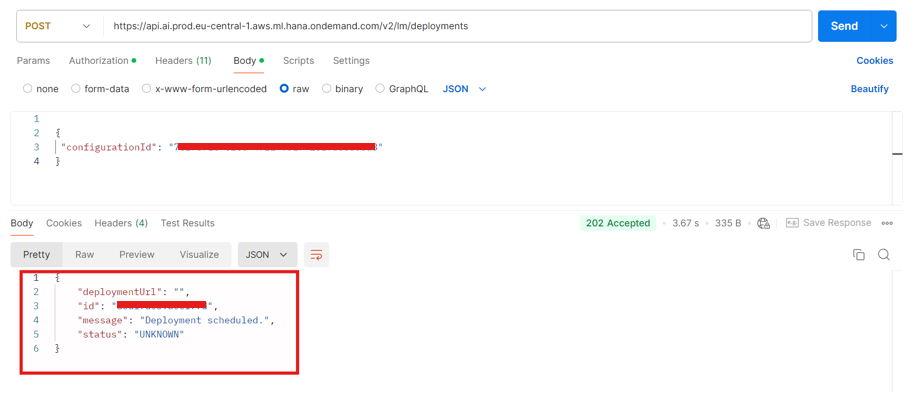 POST https://api.ai.prod.eu-central-1.aws.ml.hana.ondemand.com/v2/lm/deployments Send
Params Authorization Headers (11) Body Scripts Settings Cookies
none form-data x-www-form-urlencoded raw binary GraphQL JSON Beautify
1
2 {
3 "configurationId": "
4 }
Body Cookies Headers (4) Test Results 202 Accepted 3.67 s 335 B Save Response
Pretty Raw Preview Visualize JSON
1 {
2 "deploymentUrl": "",
3 "id": "
4 "message": "Deployment scheduled.",
5 "status": "UNKNOWN"
6 }